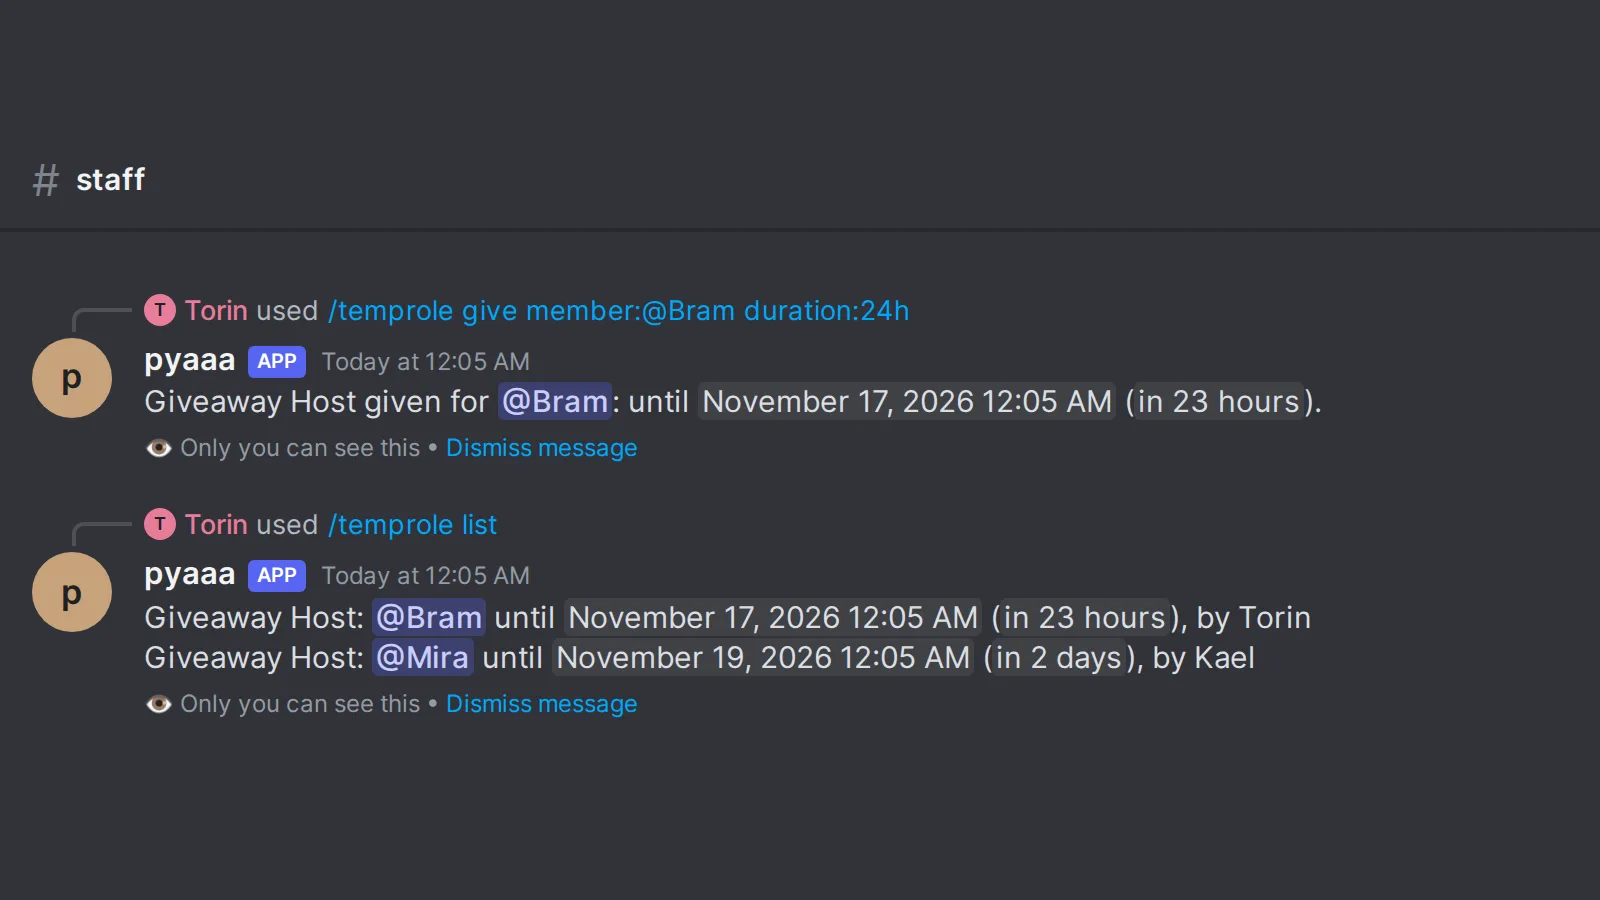 # staff
T Torin used /temprole give member:@Bram duration:24h
p
pyaaa APP Today at 12:05 AM
Giveaway Host given for @Bram: until November 17, 2026 12:05 AM (in 23 hours).
Only you can see this • Dismiss message
T Torin used /temprole list
p
pyaaa APP Today at 12:05 AM
Giveaway Host: @Bram until November 17, 2026 12:05 AM (in 23 hours), by Torin
Giveaway Host: @Mira until November 19, 2026 12:05 AM (in 2 days), by Kael
Only you can see this • Dismiss message